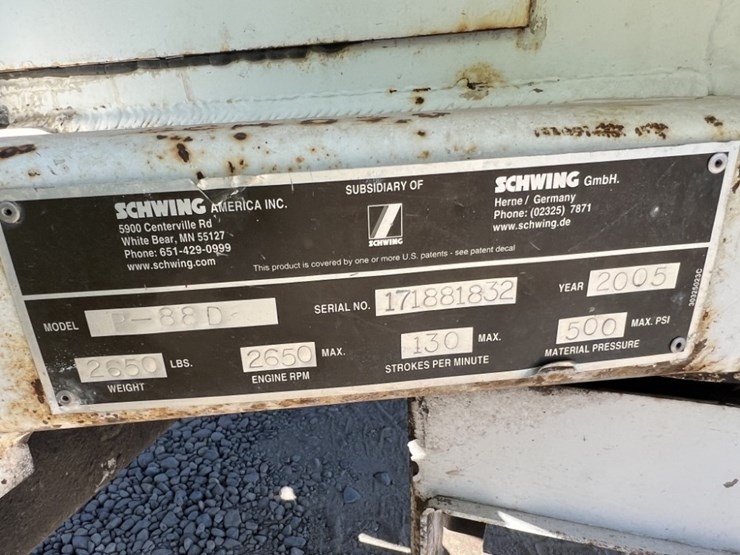 SCHWING AMERICA INC.
5900 Centerville Rd
White Bear, MN 55127
Phone: 651-429-0999
www.schwing.com
SUBSIDIARY OF
SCHWING
SCHWING GmbH.
Herne / Germany
Phone: (02325) 7871
www.schwing.de
This product is covered by one or more U.S. patents - see patent decal
MODEL P-88D SERIAL NO. 171881832 YEAR 2005
2650 LBS. 2650 MAX. 130 MAX. 500 MAX. PSI
WEIGHT ENGINE RPM STROKES PER MINUTE MATERIAL PRESSURE
30325023C